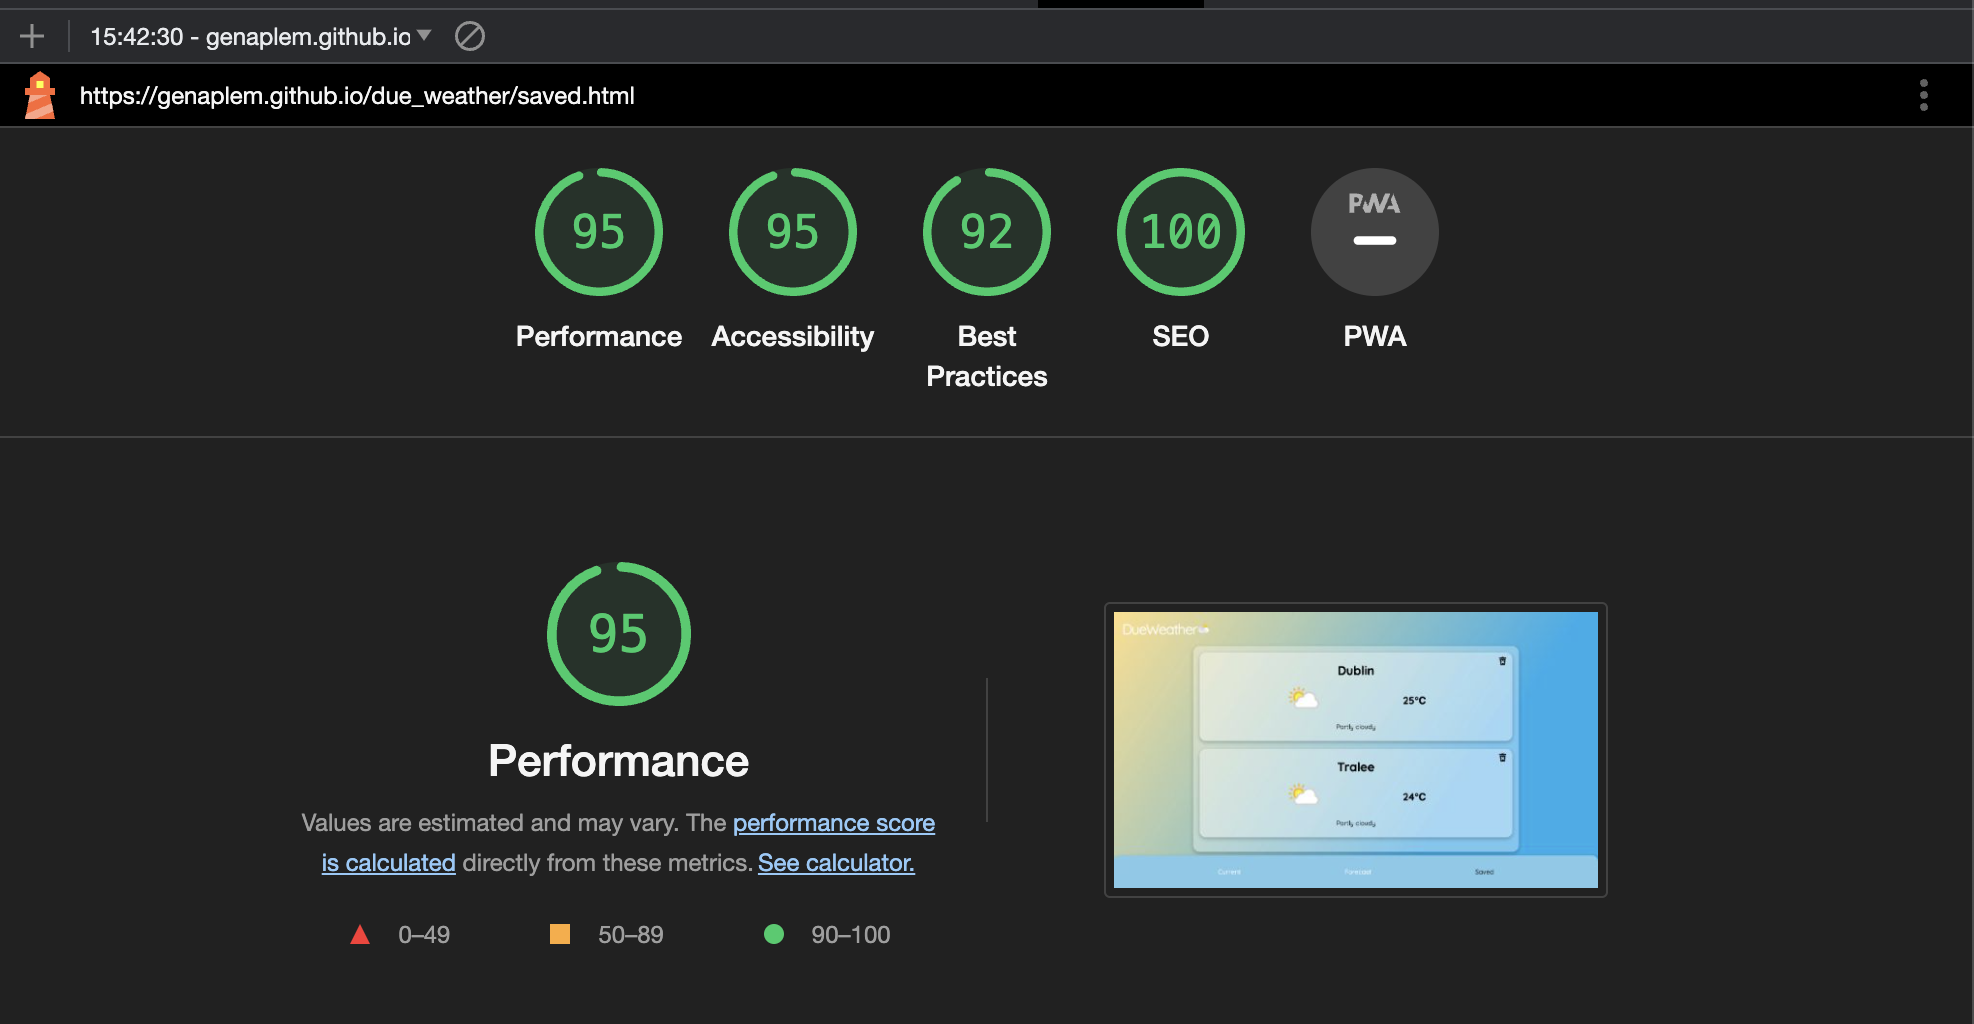 15:42:30 - genaplem.github.io
https://genaplem.github.io/due_weather/saved.html
95
95
92
100
PWA
Performance
Accessibility
Best
Practices
SEO
PWA
95
Performance
Values are estimated and may vary. The performance score
is calculated directly from these metrics. See calculator.
0–49
50–89
90–100
DueWeather
Dublin
25°C
Partly cloudy
Tralee
24°C
Partly cloudy
Current
Forecast
Saved